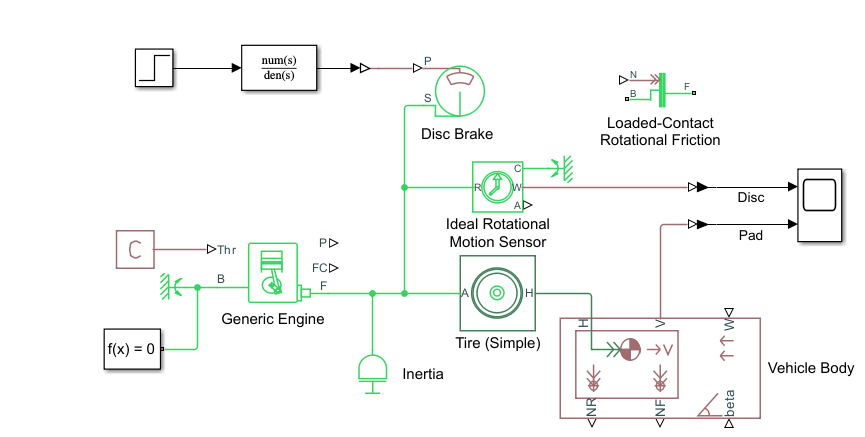 num(s)
den(s)
P
S
Disc Brake
N
B
F
Loaded-Contact
Rotational Friction
C
R
W
A
Ideal Rotational
Motion Sensor
Disc
Pad
C
Thr
P
FC
B
F
Generic Engine
A
H
Tire (Simple)
f(x) = 0
Inertia
H
V
W
V
NR
NF
beta
Vehicle Body